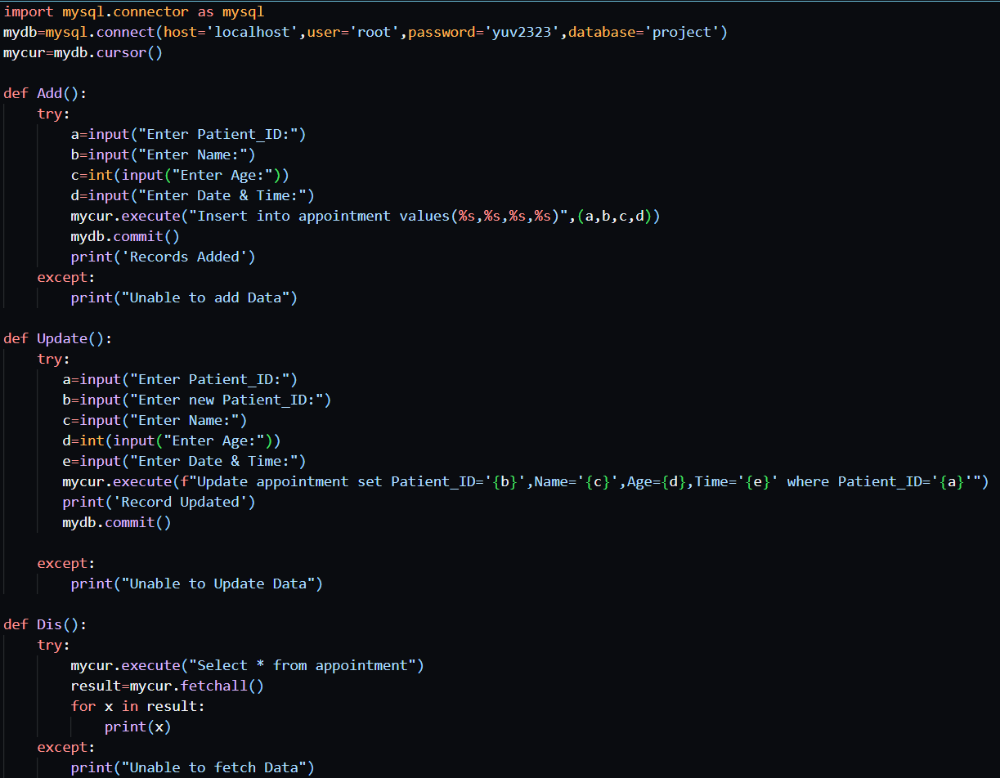 import mysql.connector as mysql
mydb=mysql.connect(host='localhost',user='root',password='yuv2323',database='project')
mycur=mydb.cursor()

def Add():
    try:
        a=input("Enter Patient_ID:")
        b=input("Enter Name:")
        c=int(input("Enter Age:"))
        d=input("Enter Date & Time:")
        mycur.execute("Insert into appointment values(%s,%s,%s,%s)",(a,b,c,d))
        mydb.commit()
        print('Records Added')
    except:
        print("Unable to add Data")

def Update():
    try:
       a=input("Enter Patient_ID:")
       b=input("Enter new Patient_ID:")
       c=input("Enter Name:")
       d=int(input("Enter Age:"))
       e=input("Enter Date & Time:")
       mycur.execute(f"Update appointment set Patient_ID='{b}',Name='{c}',Age={d},Time='{e}' where Patient_ID='{a}'")
       print('Record Updated')
       mydb.commit()

    except:
        print("Unable to Update Data")

def Dis():
    try:
        mycur.execute("Select * from appointment")
        result=mycur.fetchall()
        for x in result:
            print(x)
    except:
        print("Unable to fetch Data")